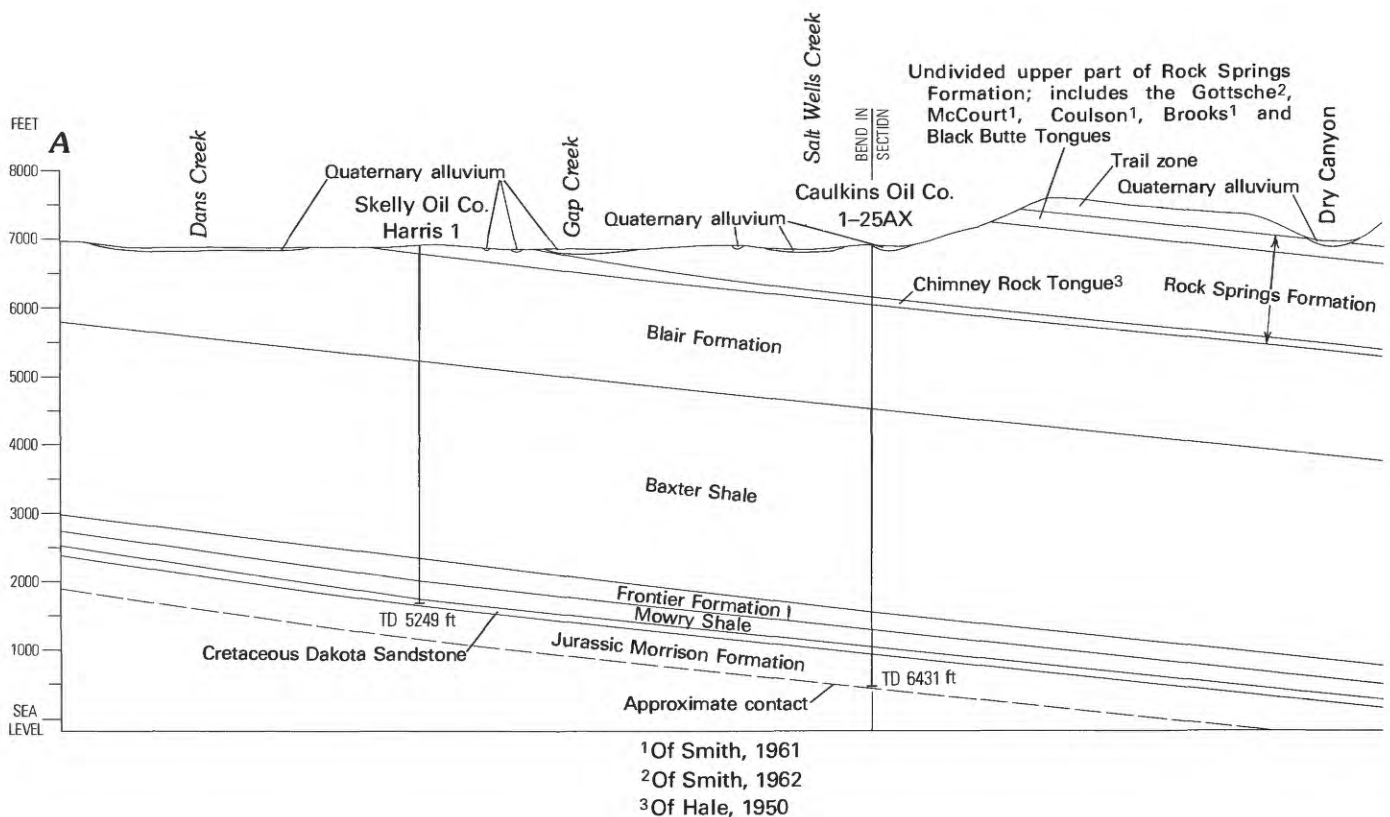 Salt Wells Creek
BEND IN
SECTION
Undivided upper part of Rock Springs
Formation; includes the Gottsche²,
McCourt¹, Coulson¹, Brooks¹ and
Black Butte Tongues
FEET
A
Dans Creek
Gap Creek
Dry Canyon
Trail zone
8000
Quaternary alluvium
Quaternary alluvium
Skelly Oil Co.
Harris 1
Caulkins Oil Co.
1–25AX
Quaternary alluvium
7000
Chimney Rock Tongue³
Rock Springs Formation
6000
Blair Formation
5000
4000
Baxter Shale
3000
2000
Frontier Formation
Mowry Shale
TD 5249 ft
Cretaceous Dakota Sandstone
Jurassic Morrison Formation
1000
TD 6431 ft
Approximate contact
SEA
LEVEL
¹Of Smith, 1961
²Of Smith, 1962
³Of Hale, 1950